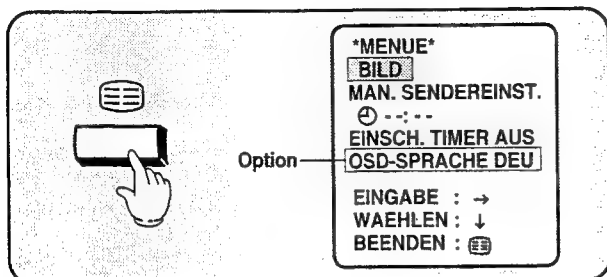 *MENUE*
BILD
MAN. SENDEREINST.
--:--
EINSCH. TIMER AUS
Option
OSD-SPRACHE DEU
EINGABE : →
WAEHLEN : ↓
BEENDEN :